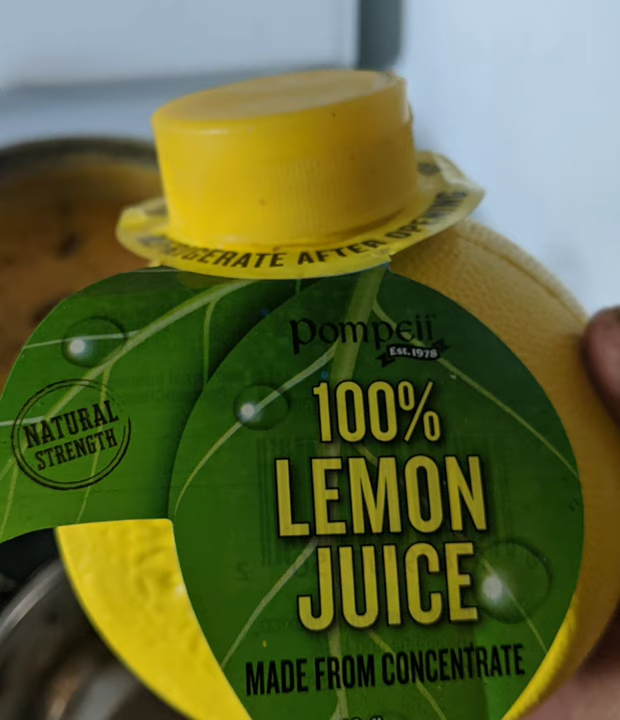 REFRIGERATE AFTER OPENING
pompeii
Est. 1978
100%
LEMON
JUICE
MADE FROM CONCENTRATE
NATURAL
STRENGTH